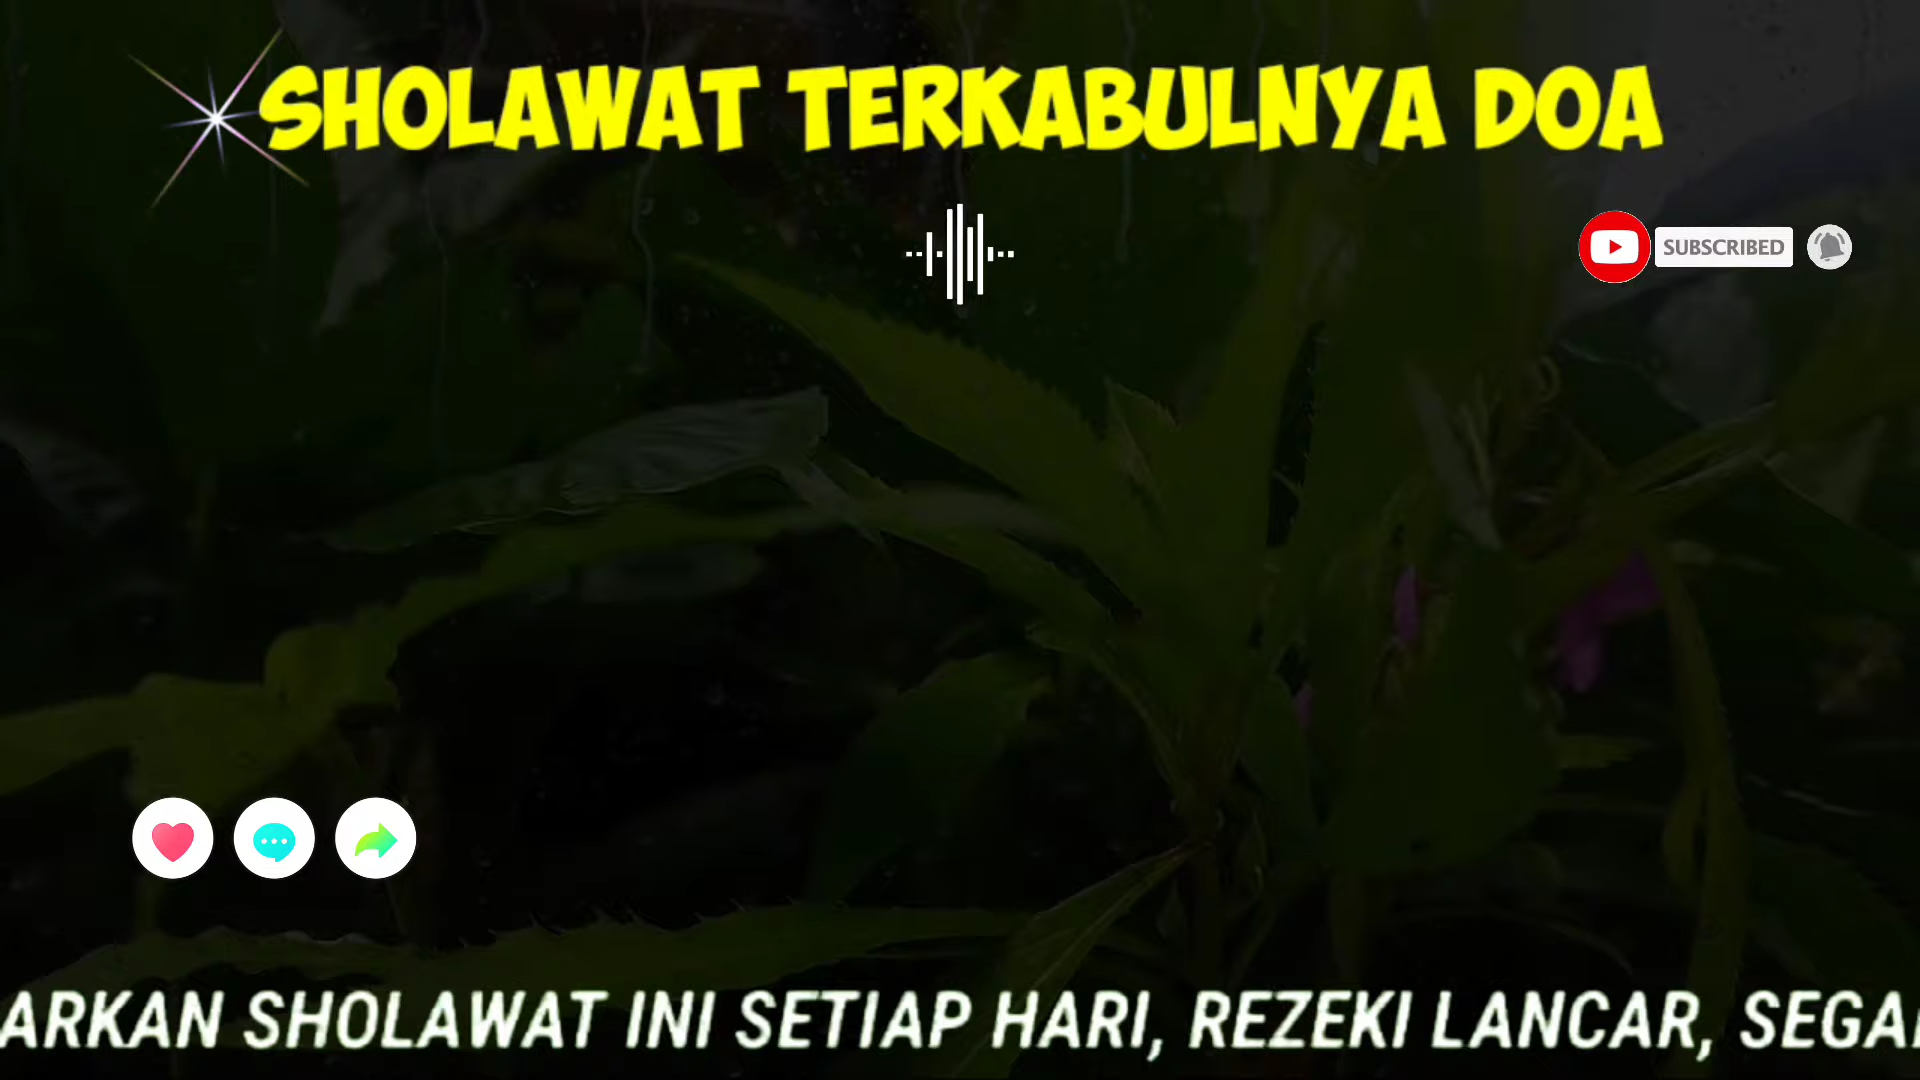 SHOLAWAT TERKABULNYA DOA
SUBSCRIBED
ARKAN SHOLAWAT INI SETIAP HARI, REZEKI LANCAR, SEGA